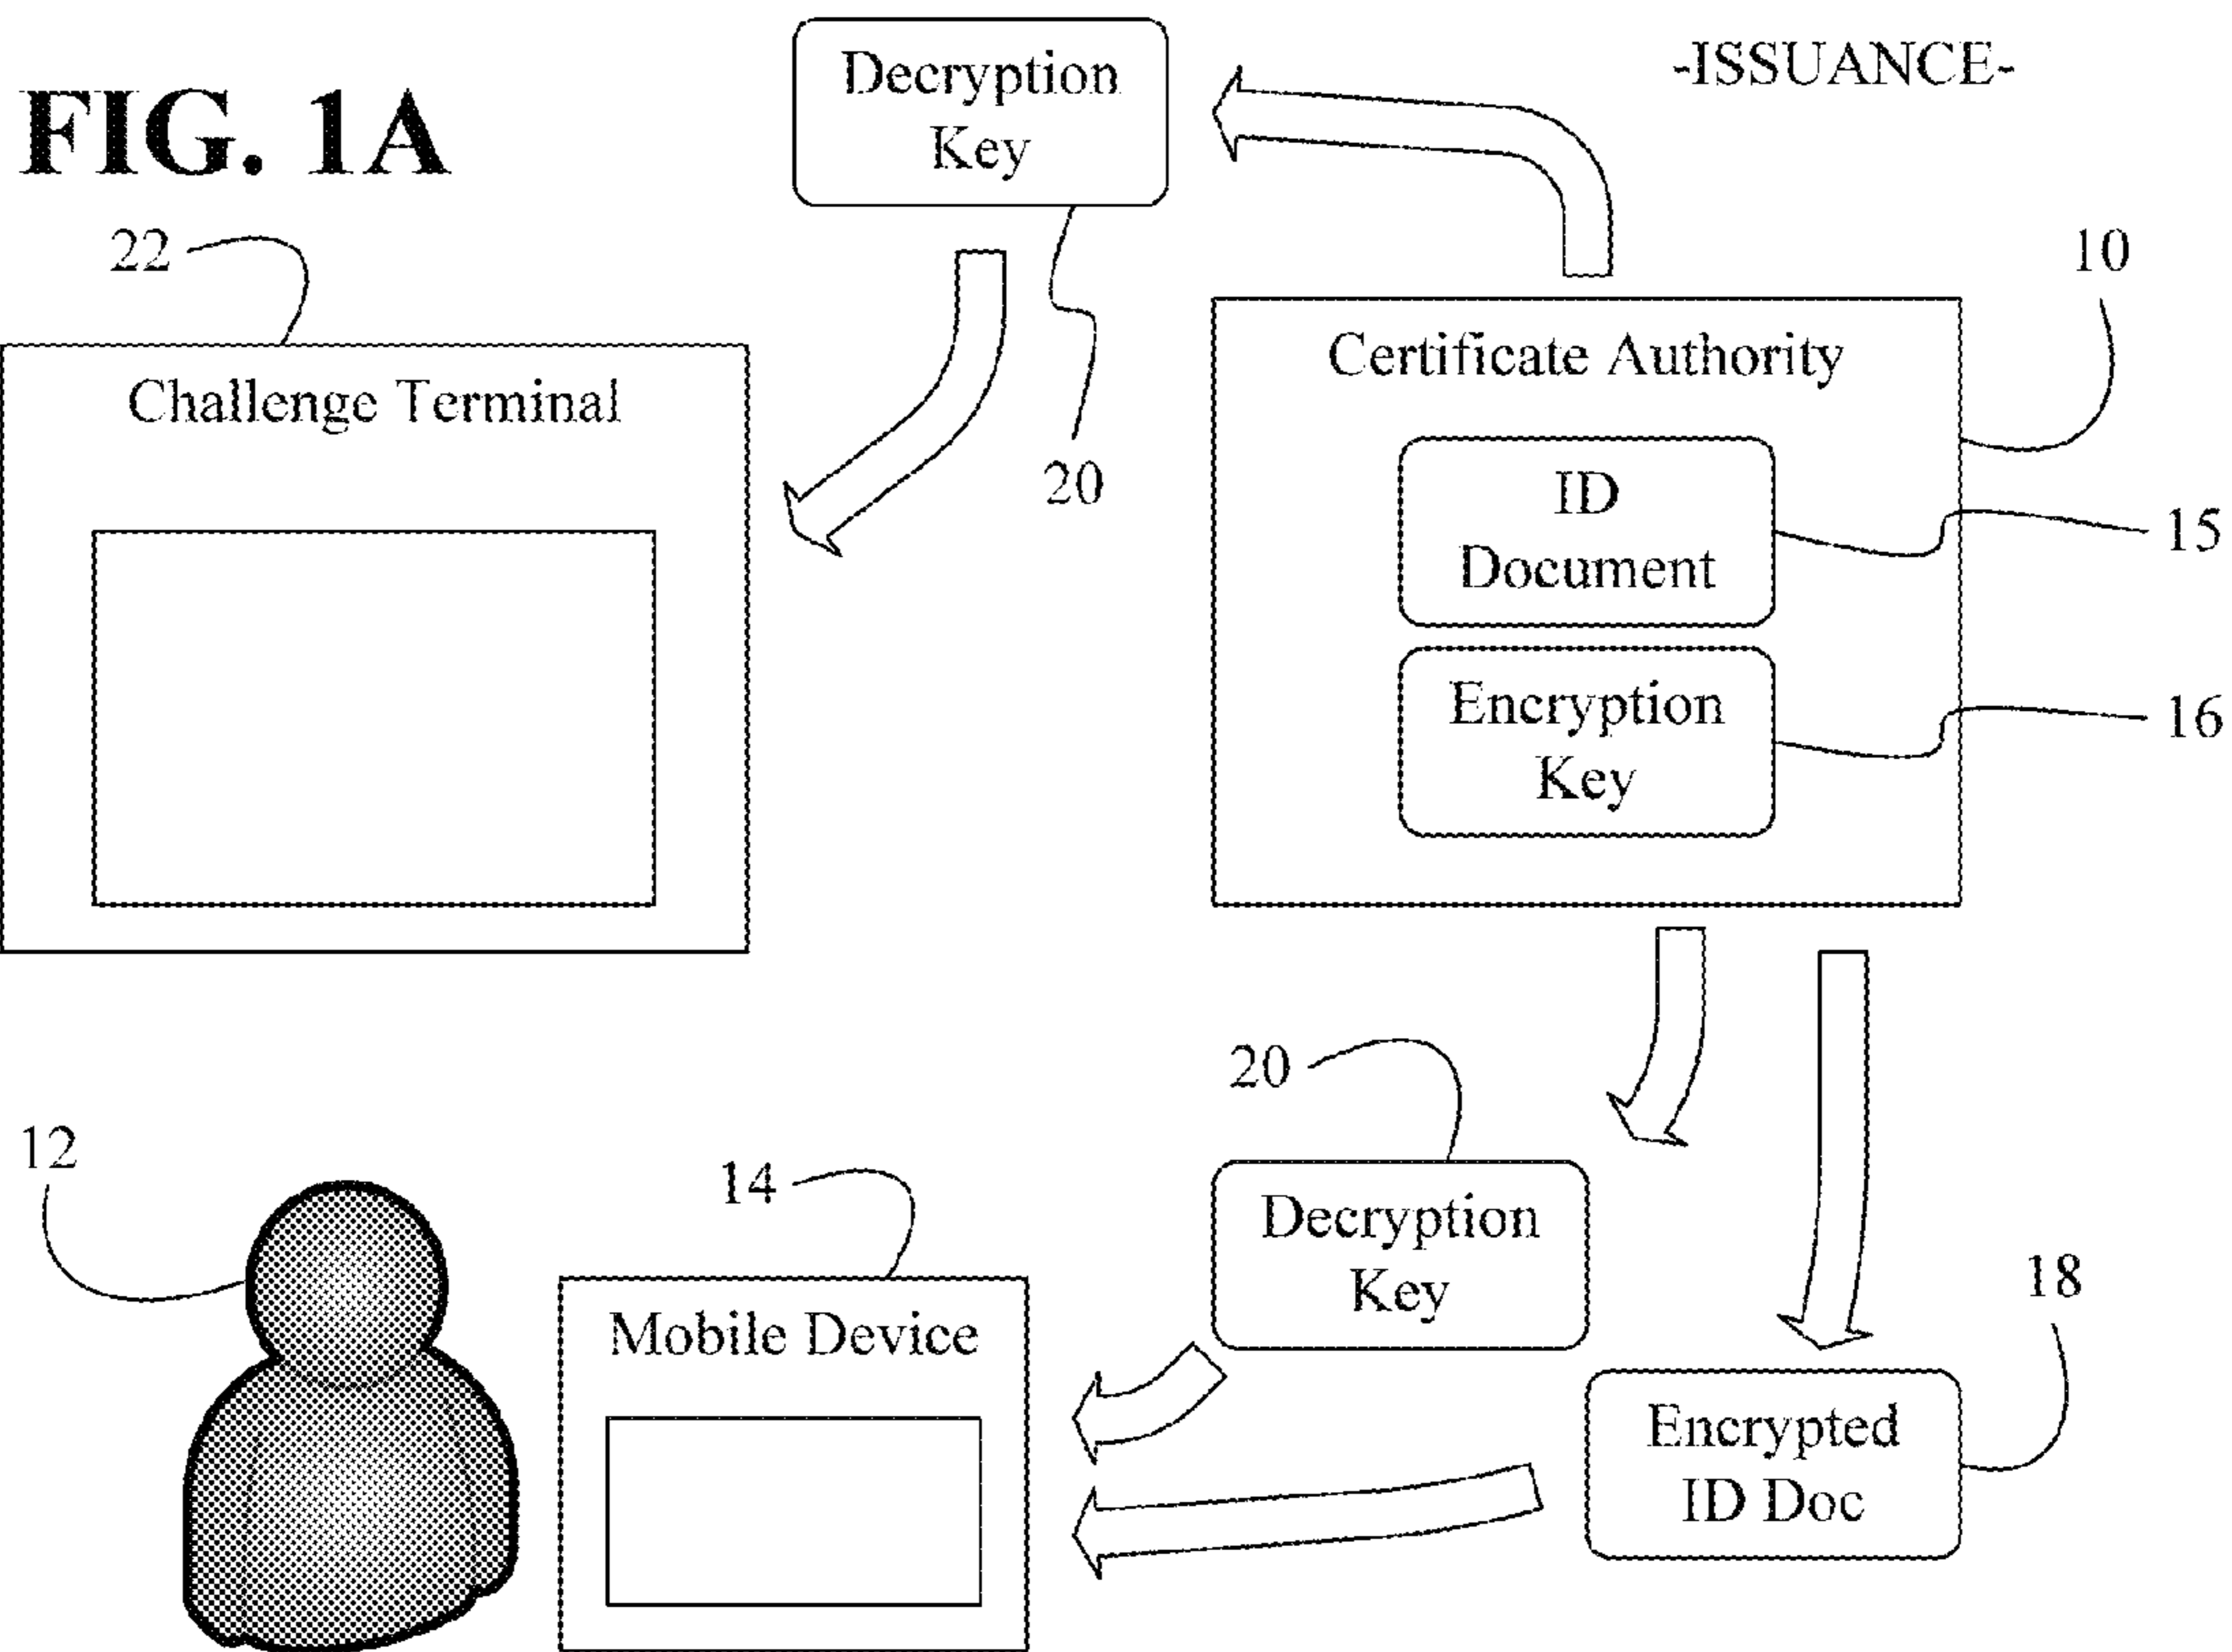 FIG. 1A
-ISSUANCE-
Decryption
Key
22
10
Challenge Terminal
20
Certificate Authority
ID
Document
15
Encryption
Key
16
20
12
14
Decryption
Key
18
Mobile Device
Encrypted
ID Doc